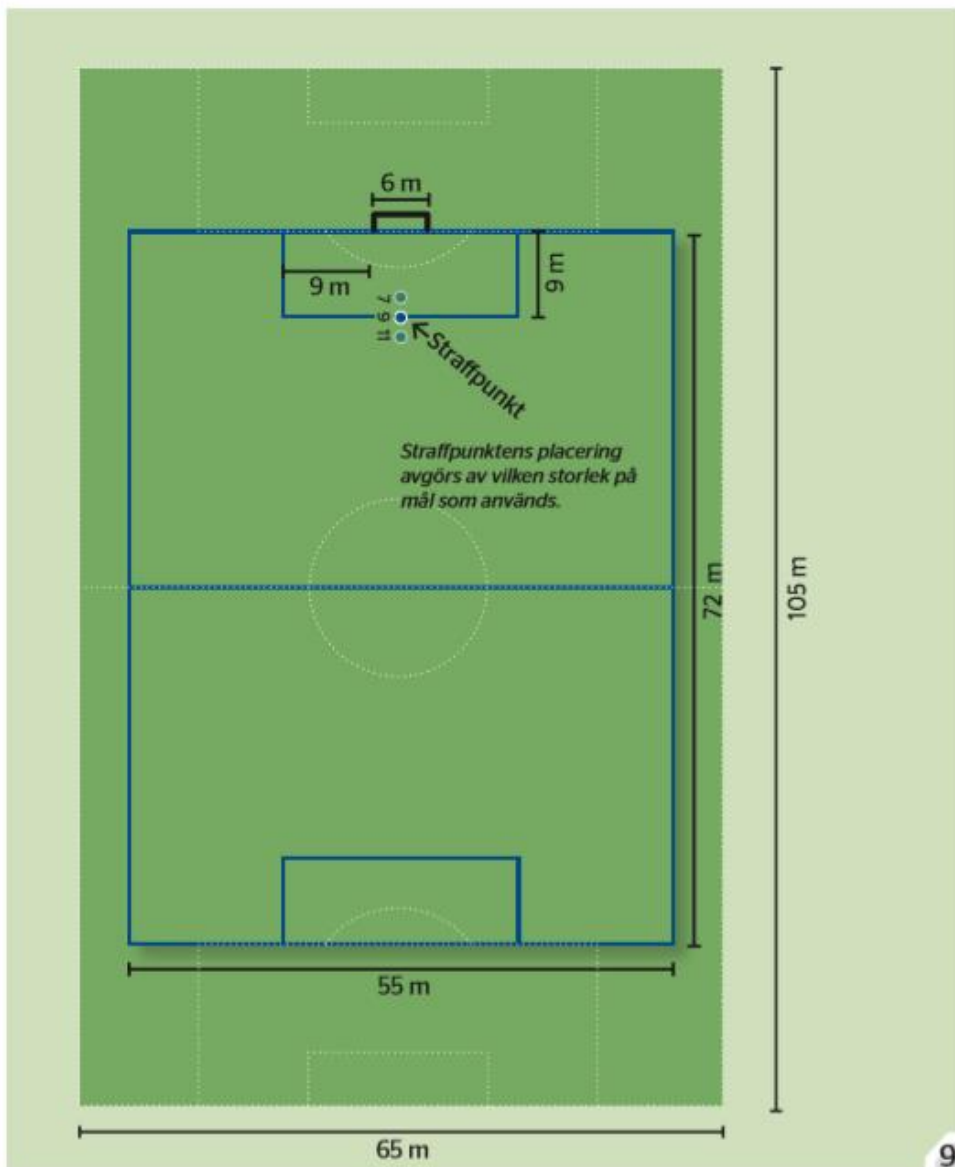 6 m
9 m
9 m
7
9
11
Straffpunkt
Straffpunktens placering
avgörs av vilken storlek på
mål som används.
72 m
105 m
55 m
65 m
9